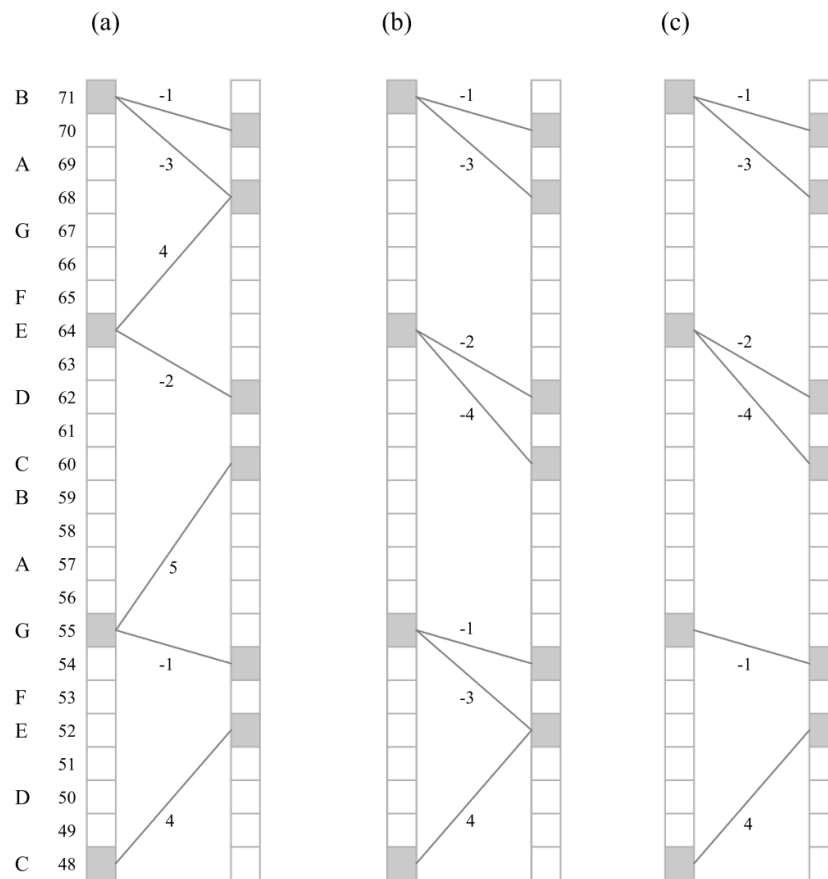 (a) (b) (c)
B 71 -1 -1 -1
70
A 69 -3 -3 -3
68
G 67
66 4
F 65
E 64 -2 -2
63 -2
D 62 -4 -4
61
C 60
B 59
58
A 57 5
56
G 55 -1
54 -1 -1
F 53 -3
E 52
51
D 50
49 4 4 4
C 48